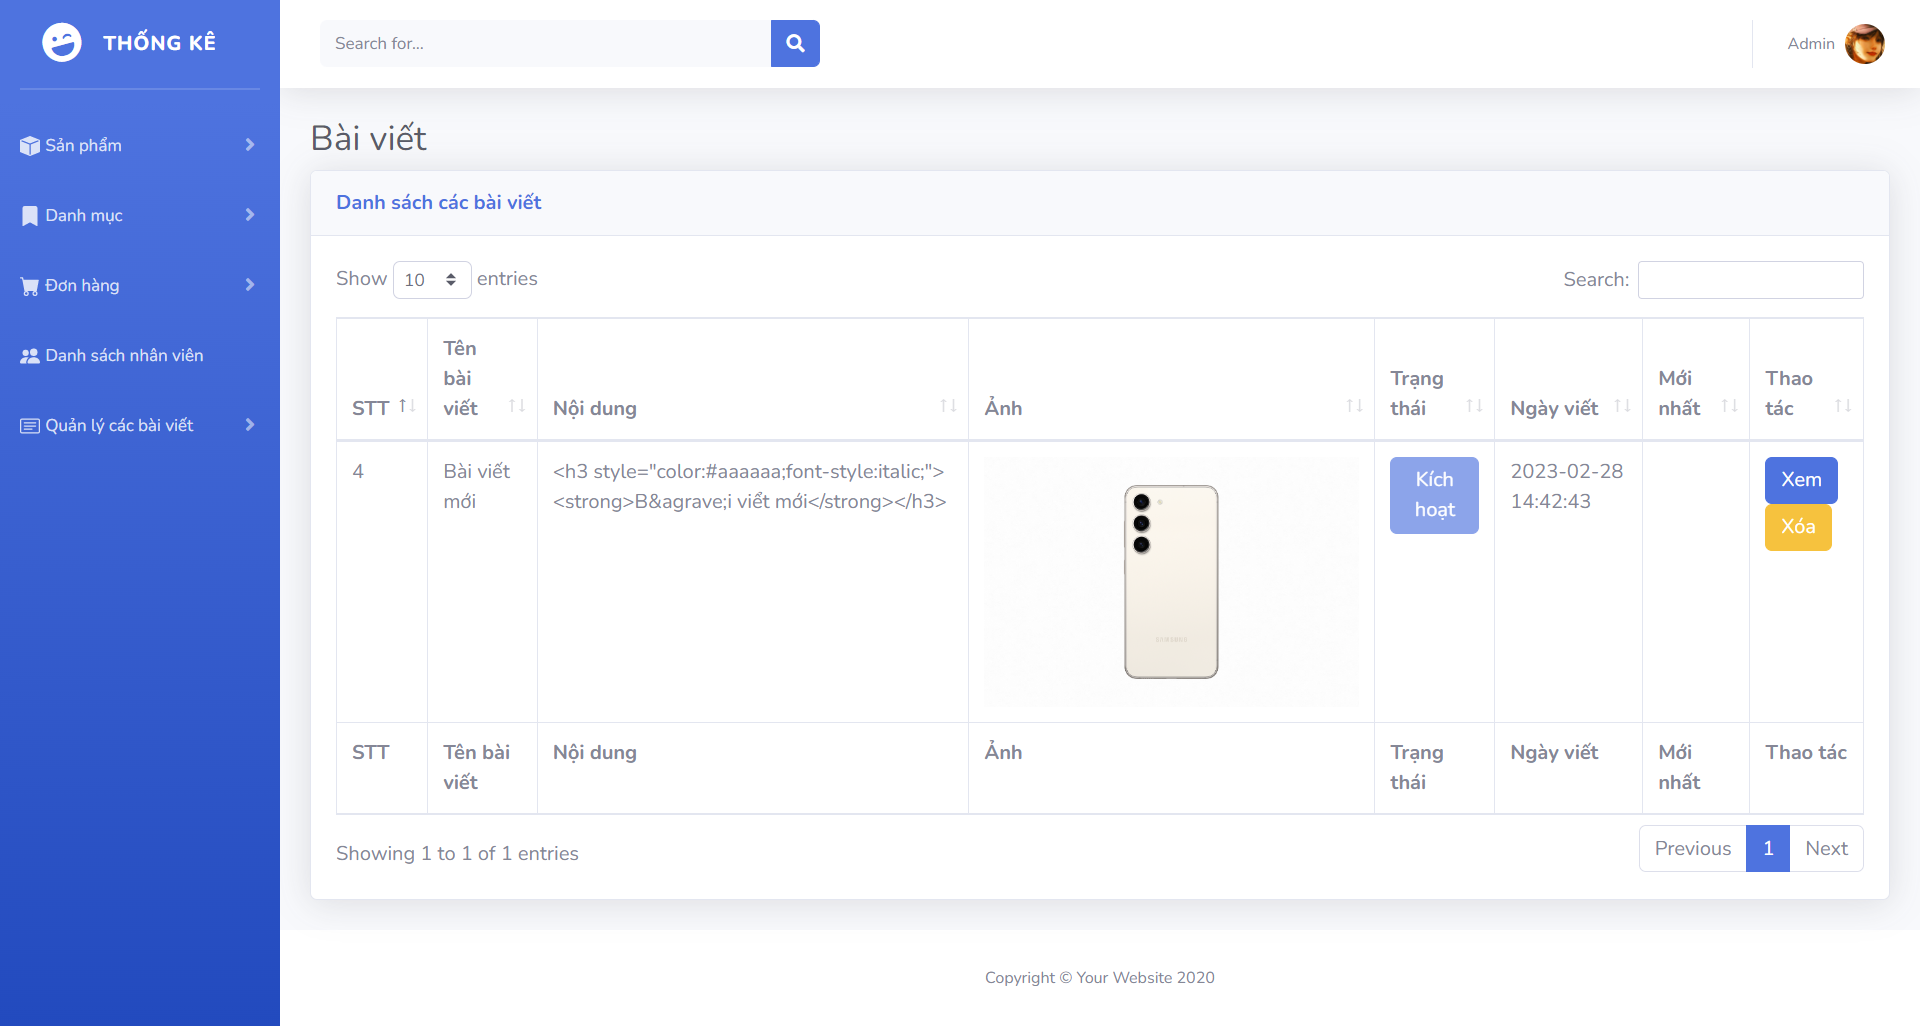 THỐNG KÊ
Search for...
Admin
Sản phẩm
Danh mục
Đơn hàng
Danh sách nhân viên
Quản lý các bài viết
Bài viết
Danh sách các bài viết
Show 10 entries
Search:
STT
Tên
bài
viết
Nội dung
Ảnh
Trạng
thái
Ngày viết
Mới
nhất
Thao
tác
4
Bài viết
mới
<h3 style="color:#aaaaaa;font-style:italic;">
<strong>B&agrave;i viết mới</strong></h3>
SAMSUNG
Kích
hoạt
2023-02-28
14:42:43
Xem
Xóa
STT
Tên bài
viết
Nội dung
Ảnh
Trạng
thái
Ngày viết
Mới
nhất
Thao tác
Showing 1 to 1 of 1 entries
Previous 1 Next
Copyright © Your Website 2020